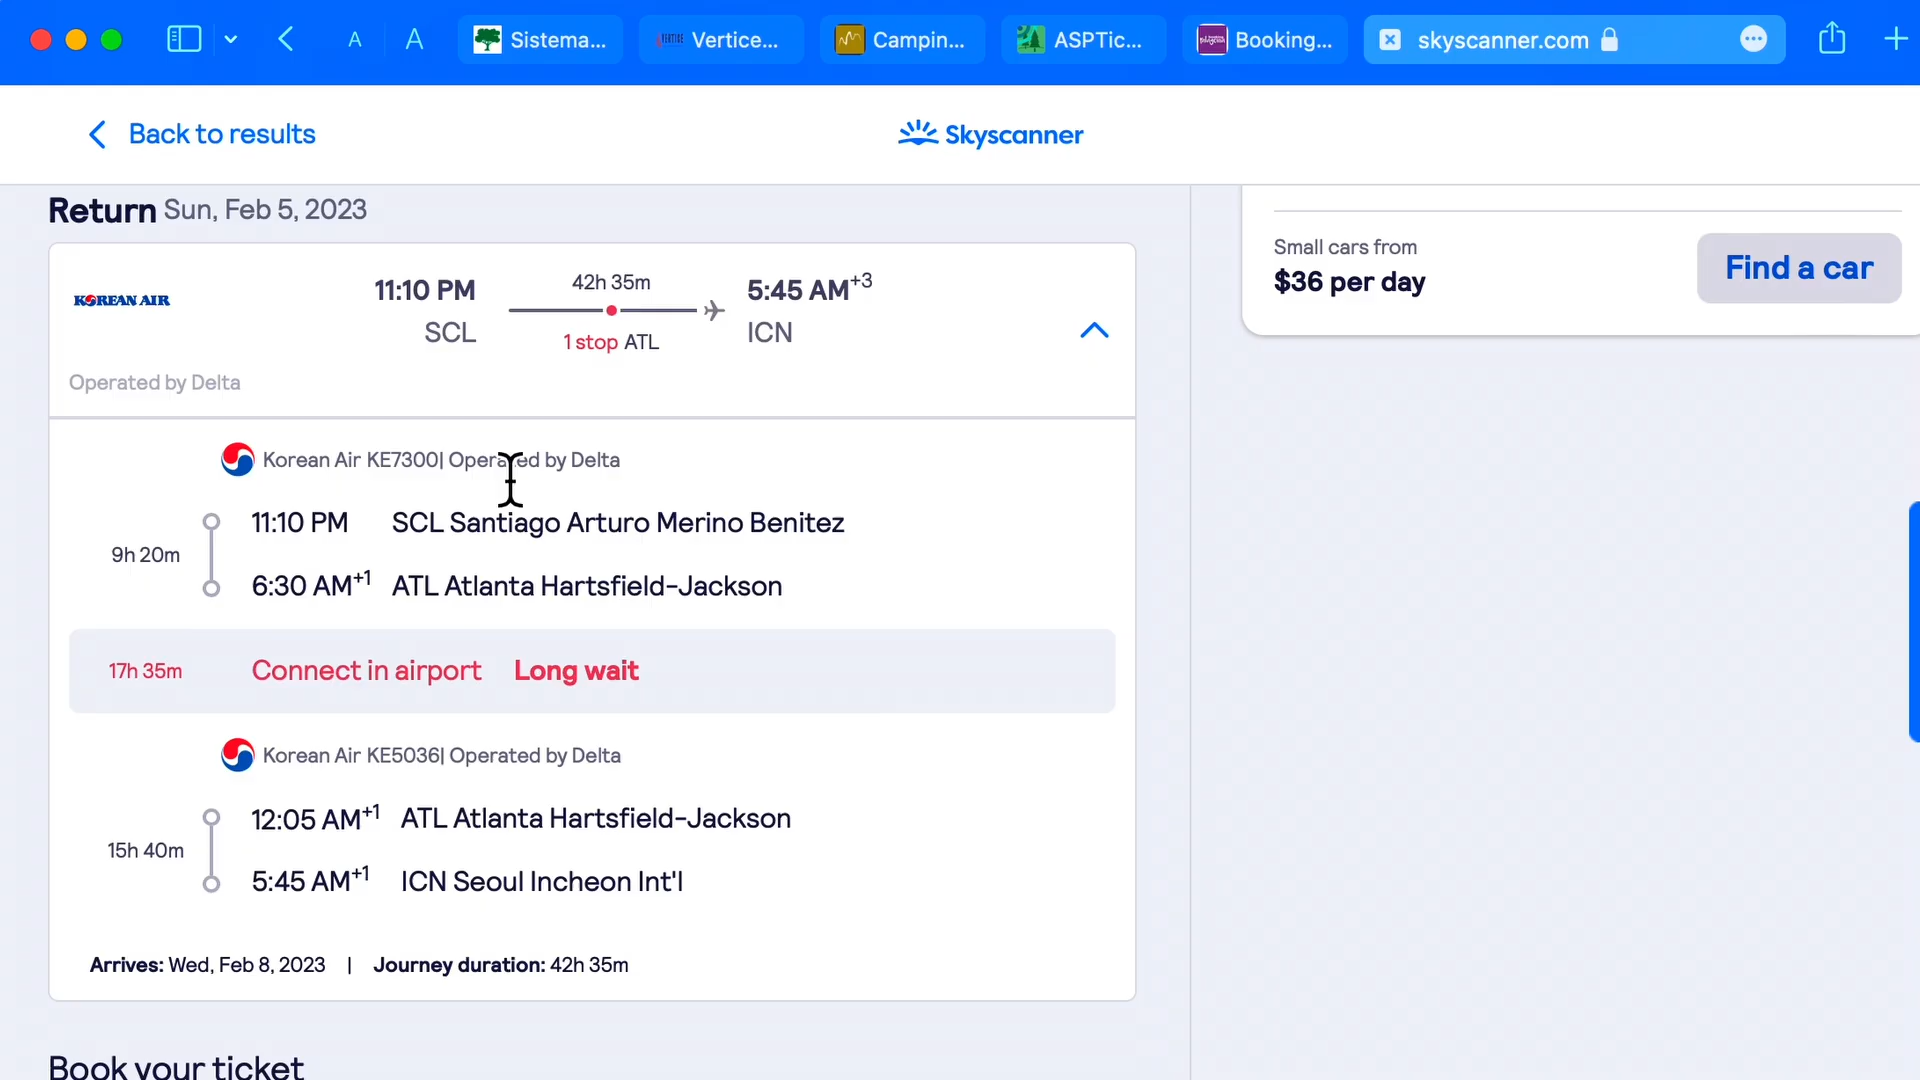 A A Sistema... VERTICE Vertice... Campin... ASPTic... Booking... skyscanner.com
Back to results
Skyscanner
Return Sun, Feb 5, 2023
Small cars from
$36 per day
Find a car
KOREAN AIR
11:10 PM
SCL
42h 35m
1 stop ATL
5:45 AM+3
ICN
Operated by Delta
Korean Air KE7300| Operated by Delta
11:10 PM SCL Santiago Arturo Merino Benitez
9h 20m
6:30 AM+1 ATL Atlanta Hartsfield-Jackson
17h 35m Connect in airport Long wait
Korean Air KE5036| Operated by Delta
12:05 AM+1 ATL Atlanta Hartsfield-Jackson
15h 40m
5:45 AM+1 ICN Seoul Incheon Int'l
Arrives: Wed, Feb 8, 2023 | Journey duration: 42h 35m
Book your ticket